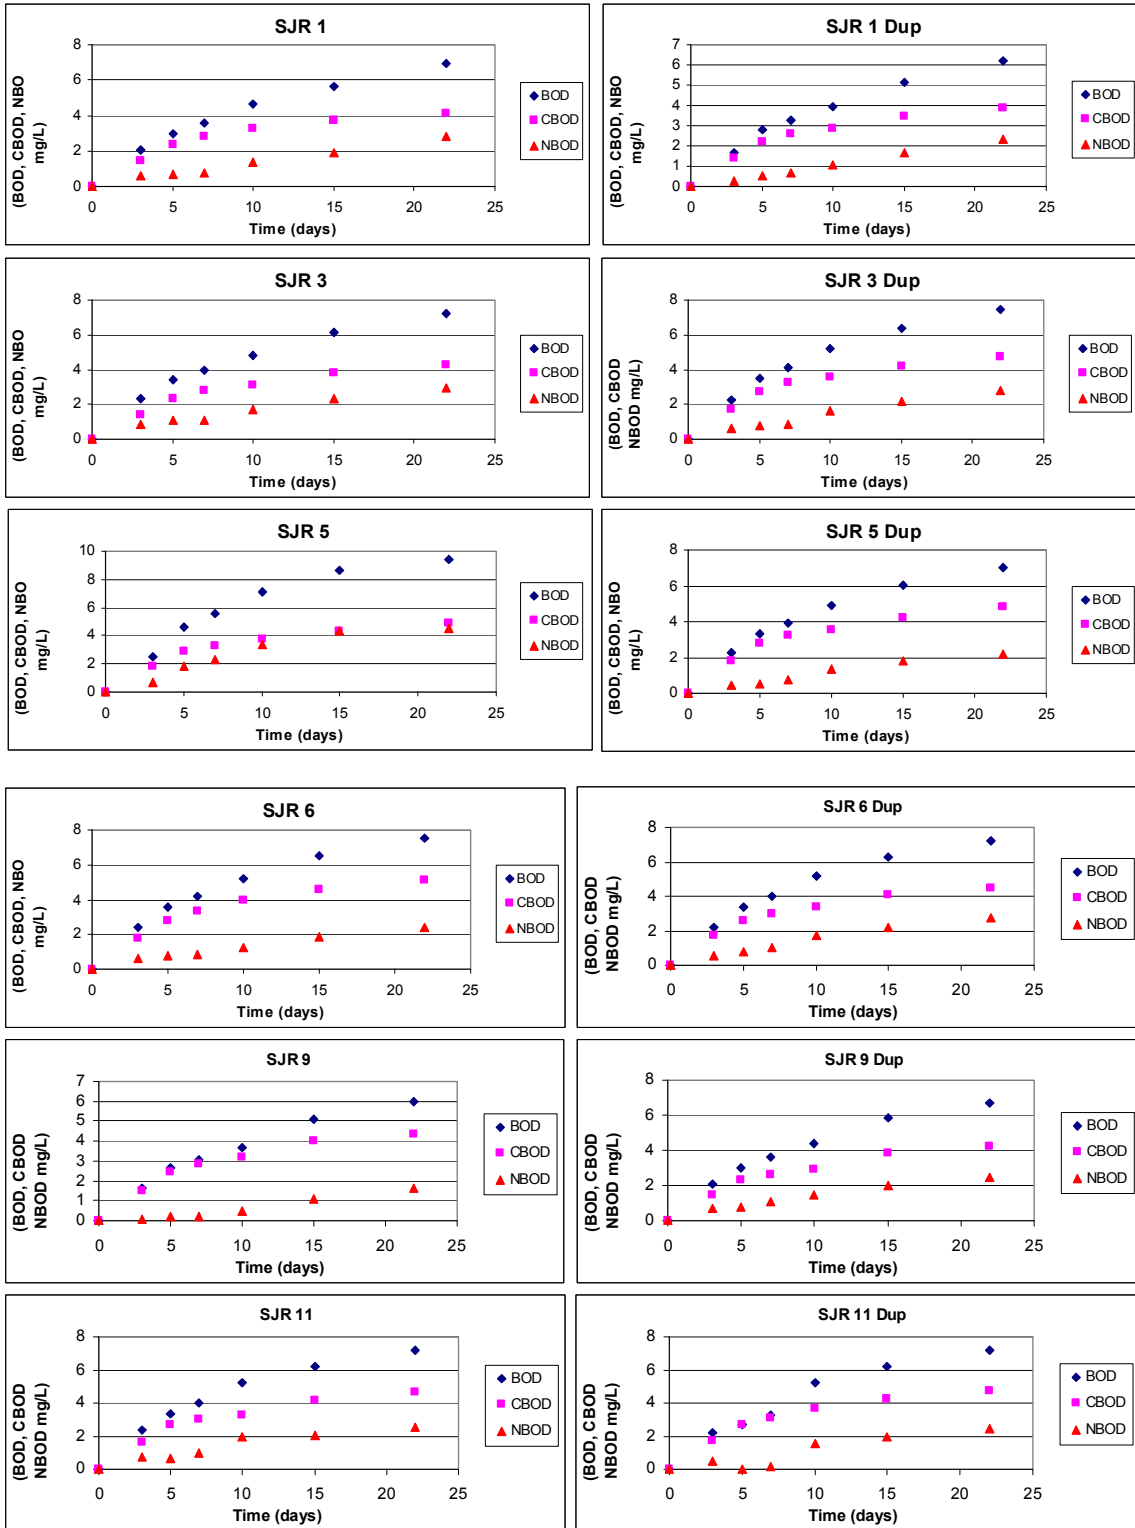 SJR 1
(BOD, CBOD, NBO
mg/L)
8
6
4
2
0
0 5 10 15 20 25
Time (days)
BOD
CBOD
NBOD
SJR 1 Dup
(BOD, CBOD, NBO
mg/L)
7
6
5
4
3
2
1
0
0 5 10 15 20 25
Time (days)
BOD
CBOD
NBOD
SJR 3
(BOD, CBOD, NBO
mg/L)
8
6
4
2
0
0 5 10 15 20 25
Time (days)
BOD
CBOD
NBOD
SJR 3 Dup
(BOD, CBOD
NBOD mg/L)
8
6
4
2
0
0 5 10 15 20 25
Time (days)
BOD
CBOD
NBOD
SJR 5
(BOD, CBOD, NBO
mg/L)
10
8
6
4
2
0
0 5 10 15 20 25
Time (days)
BOD
CBOD
NBOD
SJR 5 Dup
(BOD, CBOD, NBO
mg/L)
8
6
4
2
0
0 5 10 15 20 25
Time (days)
BOD
CBOD
NBOD
SJR 6
(BOD, CBOD, NBO
mg/L)
8
6
4
2
0
0 5 10 15 20 25
Time (days)
BOD
CBOD
NBOD
SJR 6 Dup
(BOD, CBOD
NBOD mg/L)
8
6
4
2
0
0 5 10 15 20 25
Time (days)
BOD
CBOD
NBOD
SJR 9
(BOD, CBOD
NBOD mg/L)
7
6
5
4
3
2
1
0
0 5 10 15 20 25
Time (days)
BOD
CBOD
NBOD
SJR 9 Dup
(BOD, CBOD
NBOD mg/L)
8
6
4
2
0
0 5 10 15 20 25
Time (days)
BOD
CBOD
NBOD
SJR 11
(BOD, CBOD
NBOD mg/L)
8
6
4
2
0
0 5 10 15 20 25
Time (days)
BOD
CBOD
NBOD
SJR 11 Dup
(BOD, CBOD
NBOD mg/L)
8
6
4
2
0
0 5 10 15 20 25
Time (days)
BOD
CBOD
NBOD